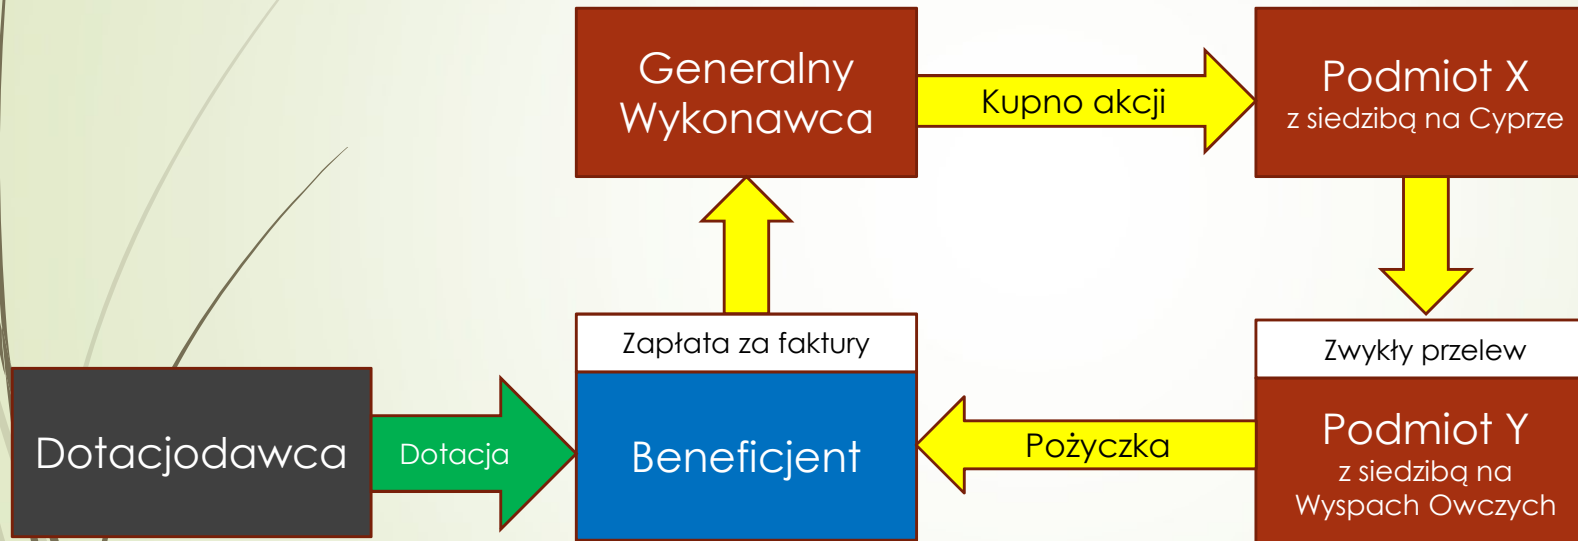 Generalny
Wykonawca
Kupno akcji
Podmiot X
z siedzibą na Cyprze
Zapłata za faktury
Zwykły przelew
Dotacjodawca
Dotacja
Beneficjent
Pożyczka
Podmiot Y
z siedzibą na
Wyspach Owczych